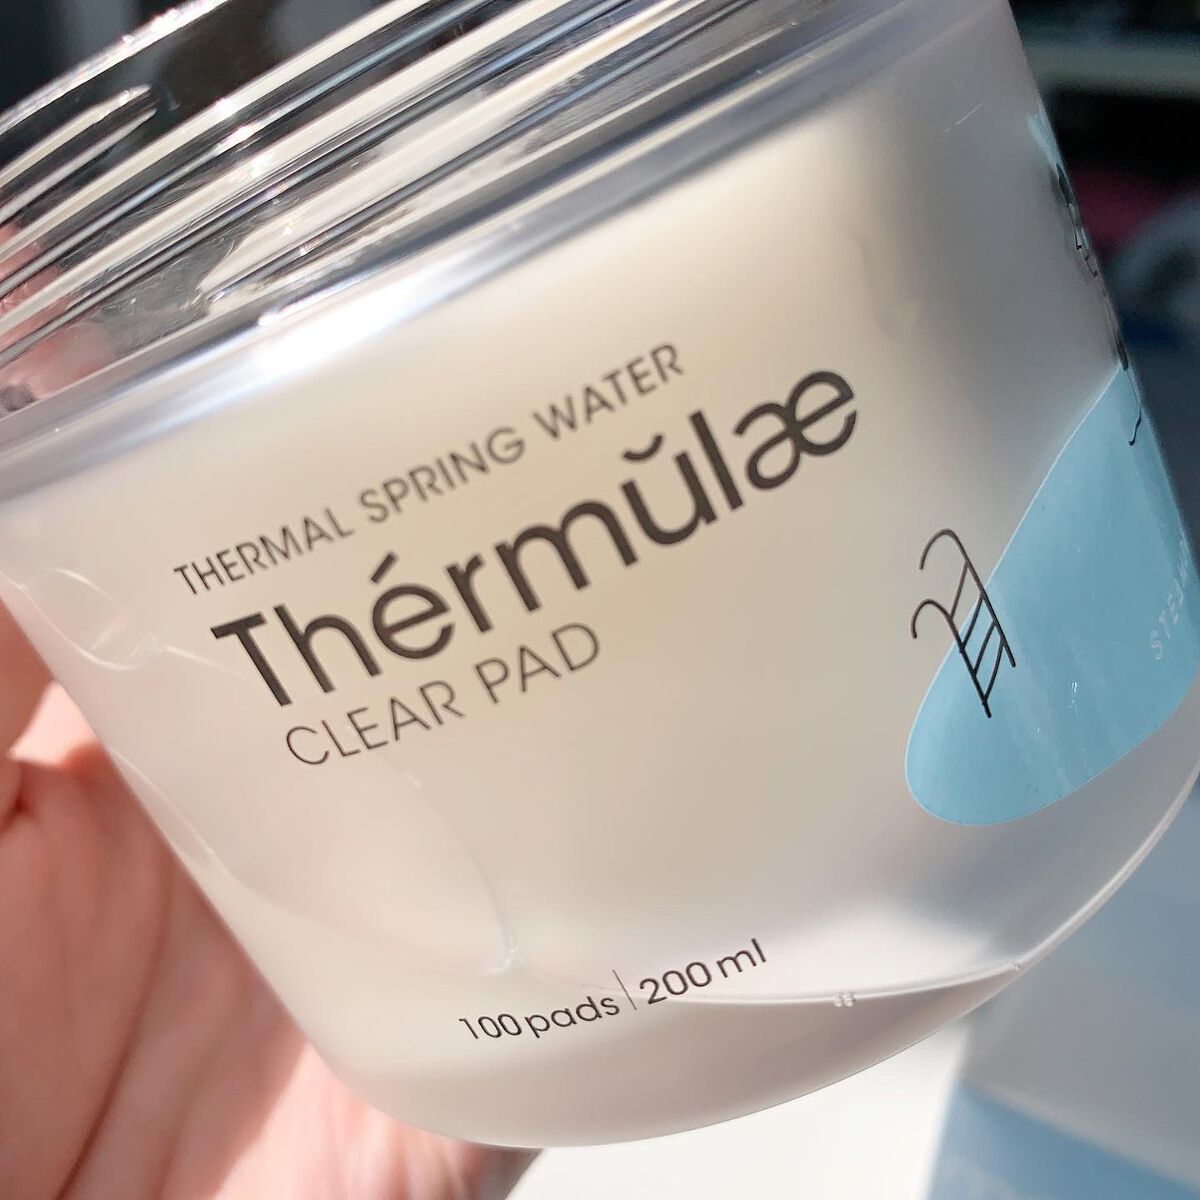 THERMAL SPRING WATER
Thérmŭlæ
CLEAR PAD
100 pads | 200 ml